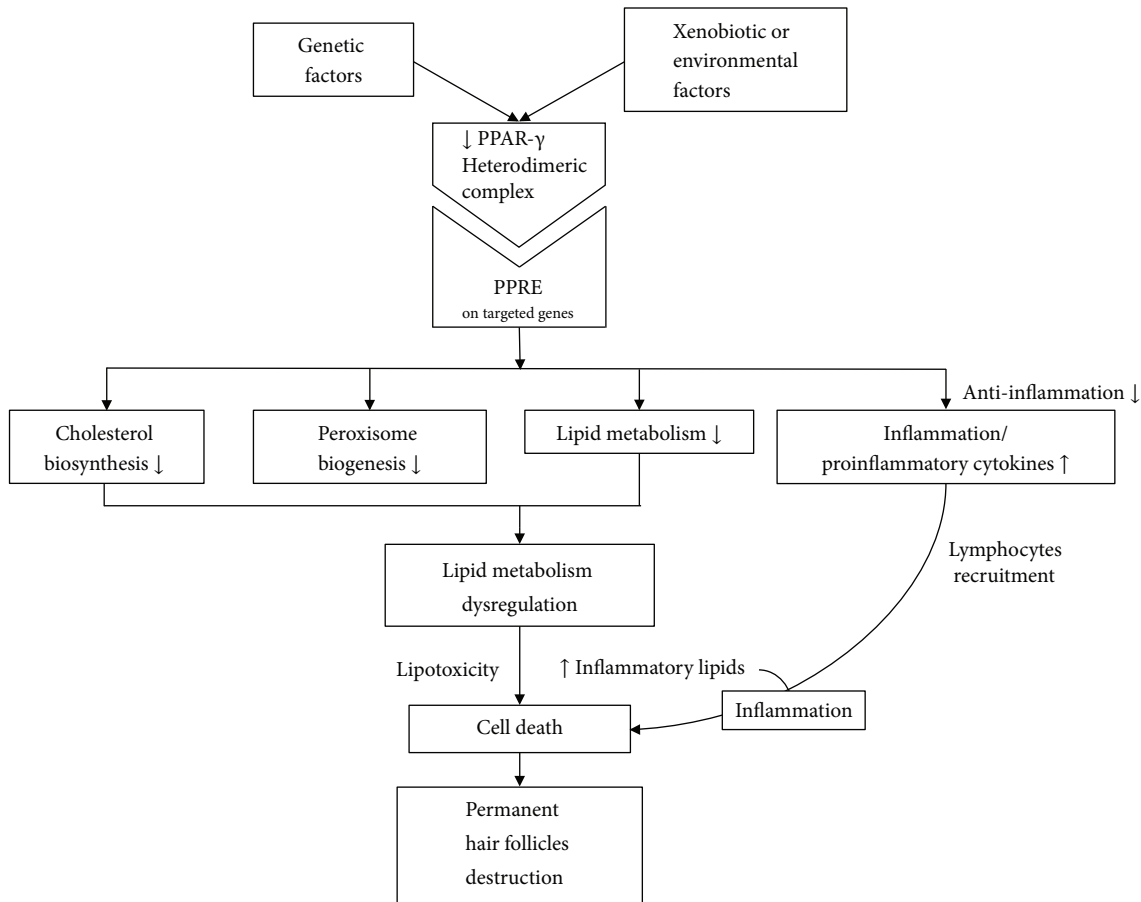 Genetic
factors
Xenobiotic or
environmental
factors
↓ PPAR-γ
Heterodimeric
complex
PPRE
on targeted genes
Anti-inflammation ↓
Cholesterol
biosynthesis ↓
Peroxisome
biogenesis ↓
Lipid metabolism ↓
Inflammation/
proinflammatory cytokines ↑
Lymphocytes
recruitment
Lipid metabolism
dysregulation
Lipotoxicity
↑ Inflammatory lipids
Inflammation
Cell death
Permanent
hair follicles
destruction